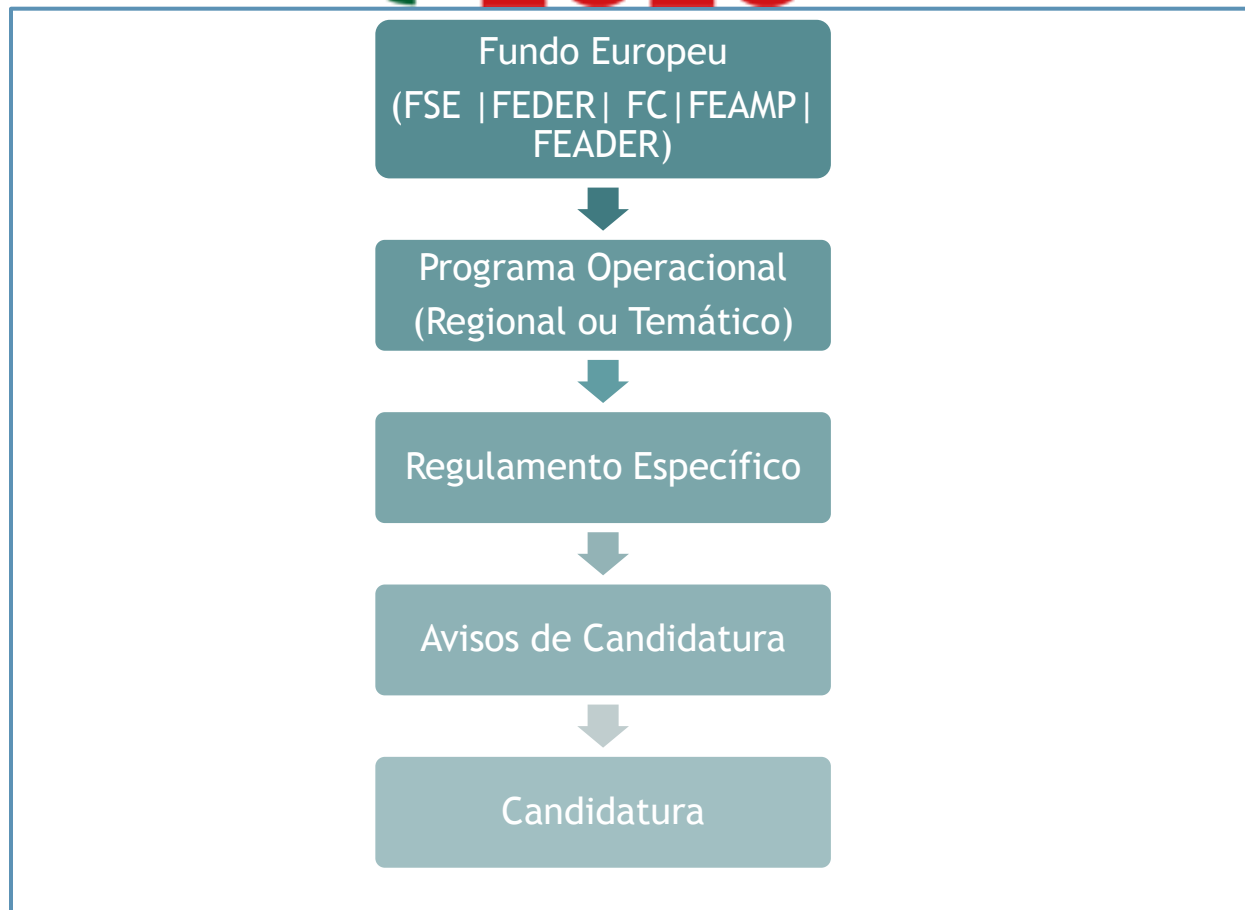 Fundo Europeu
(FSE |FEDER| FC|FEAMP|
FEADER)
Programa Operacional
(Regional ou Temático)
Regulamento Específico
Avisos de Candidatura
Candidatura